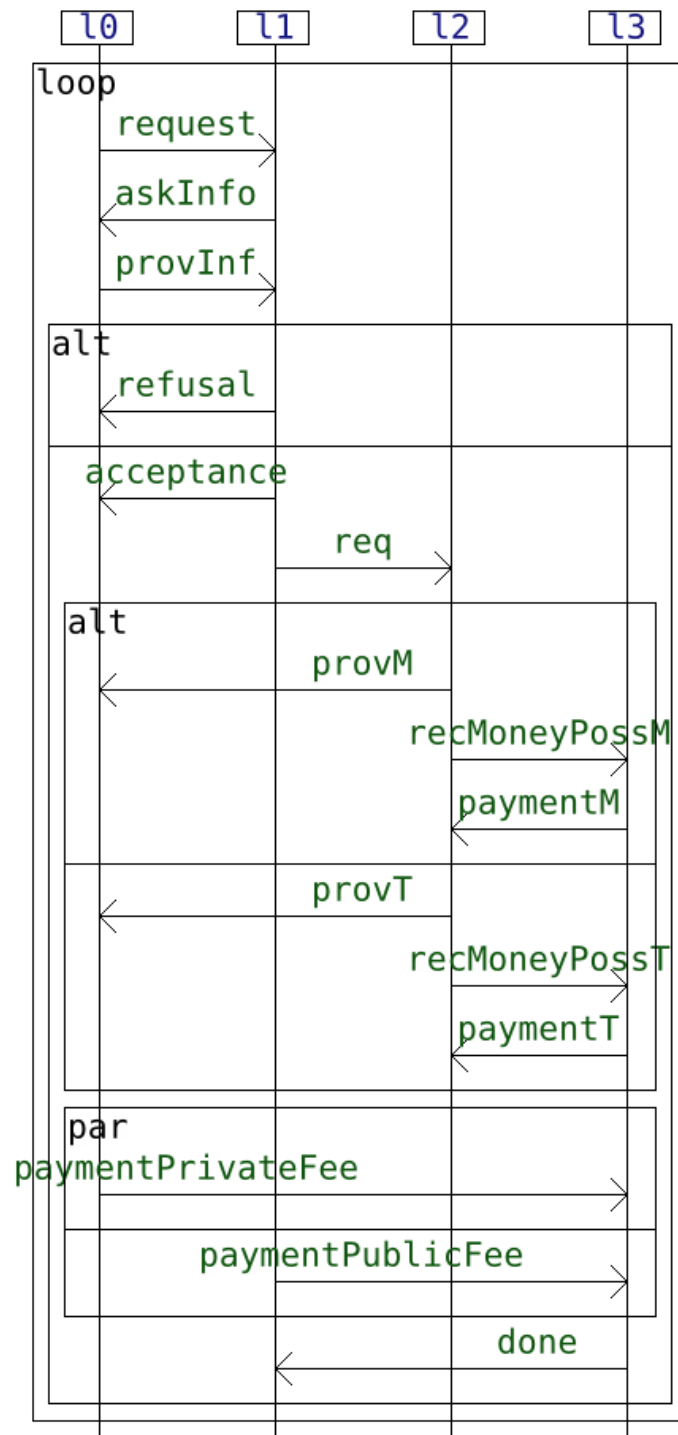 l0 l1 l2 l3
loop
request
askInfo
provInf
alt
refusal
acceptance
req
alt
provM
recMoneyPossM
paymentM
provT
recMoneyPossT
paymentT
par
paymentPrivateFee
paymentPublicFee
done